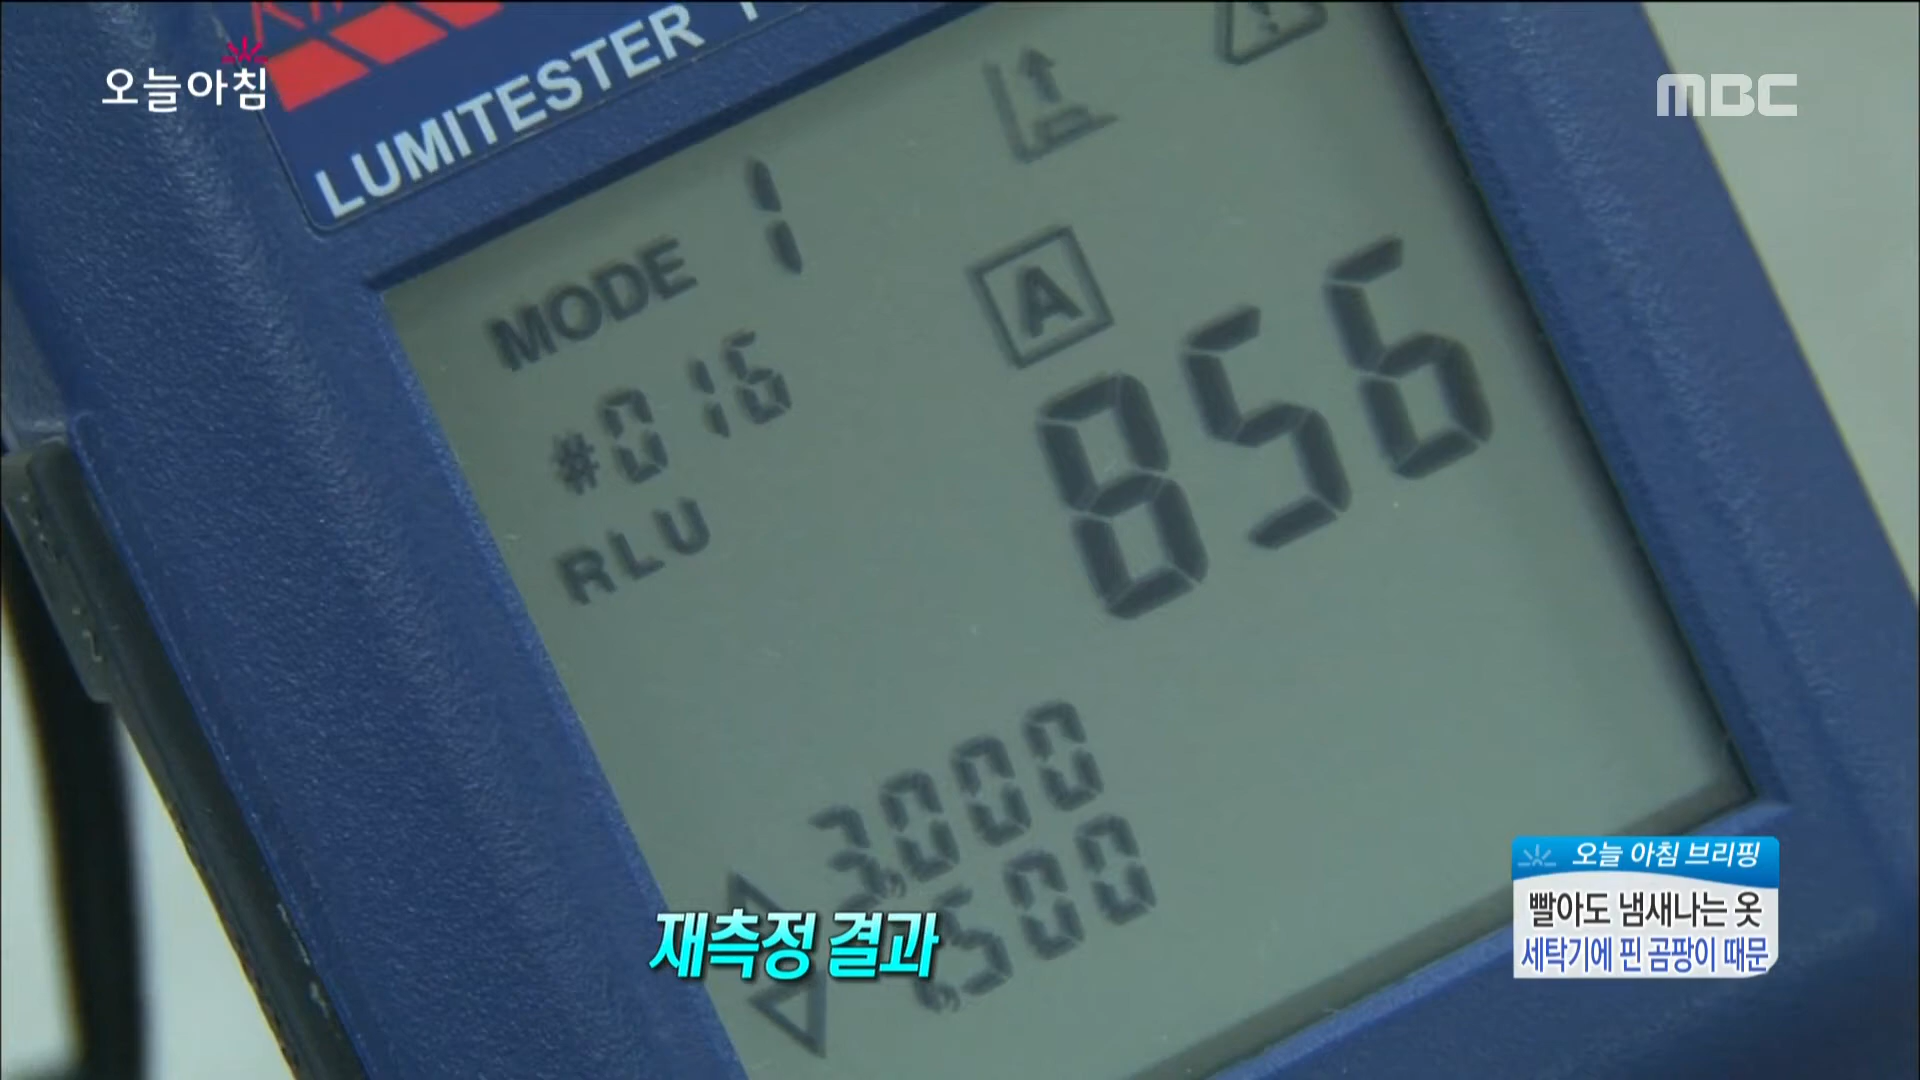 오늘아침
MBC
LUMITESTER
MODE 1
A
#016
856
RLU
3,000
1,500
재측정 결과
오늘 아침 브리핑
빨아도 냄새나는 옷
세탁기에 핀 곰팡이 때문